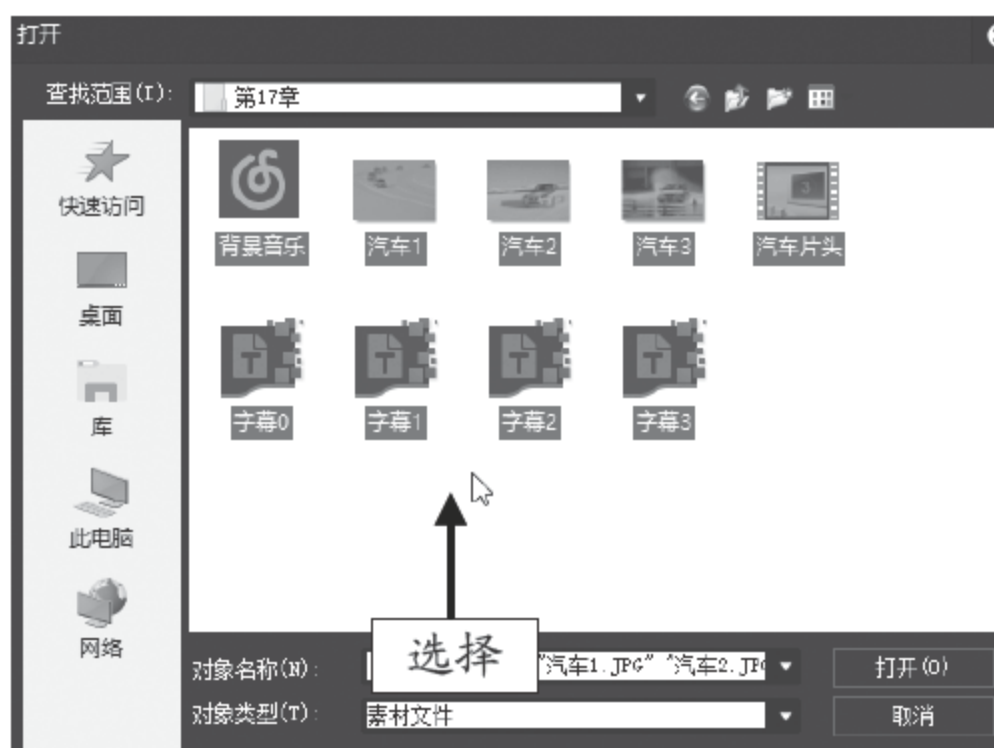 打开
查找范围(I):
第17章
快速访问
桌面
库
此电脑
网络
背景音乐
汽车1
汽车2
汽车3
汽车片头
3
字幕0
字幕1
字幕2
字幕3
选择
对象名称(N):
"汽车1.JPG" "汽车2.JPG
打开(O)
对象类型(T):
素材文件
取消